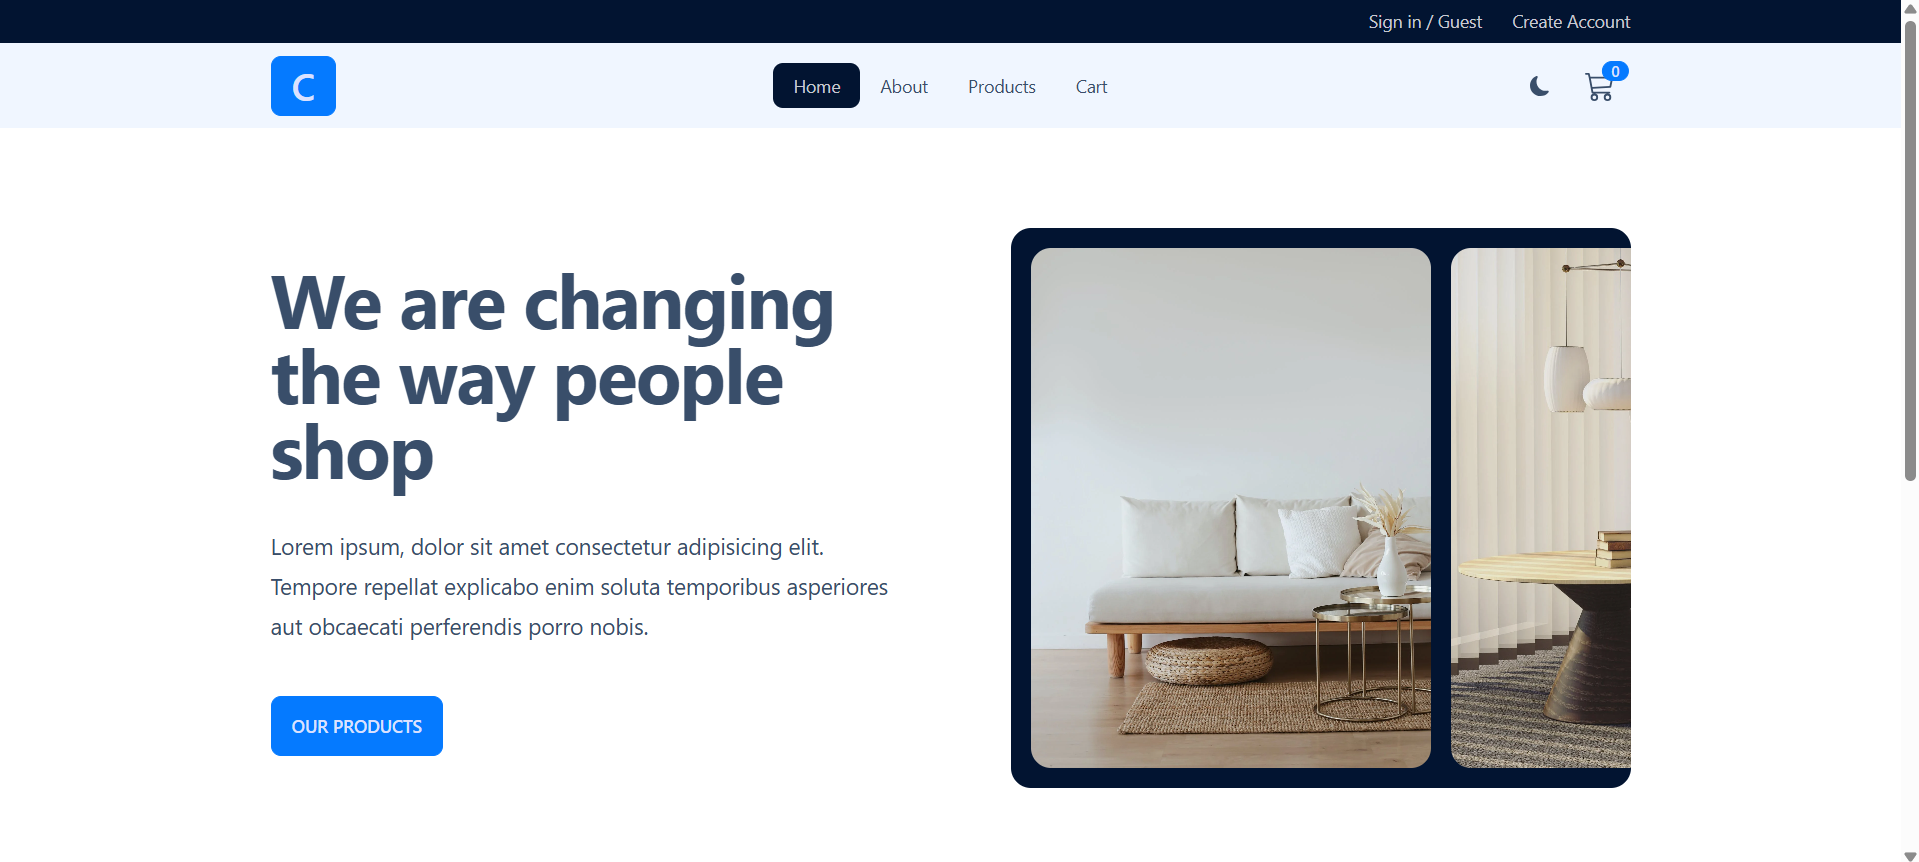 Sign in / Guest Create Account
C
Home About Products Cart
0
We are changing
the way people
shop
Lorem ipsum, dolor sit amet consectetur adipisicing elit.
Tempore repellat explicabo enim soluta temporibus asperiores
aut obcaecati perferendis porro nobis.
OUR PRODUCTS